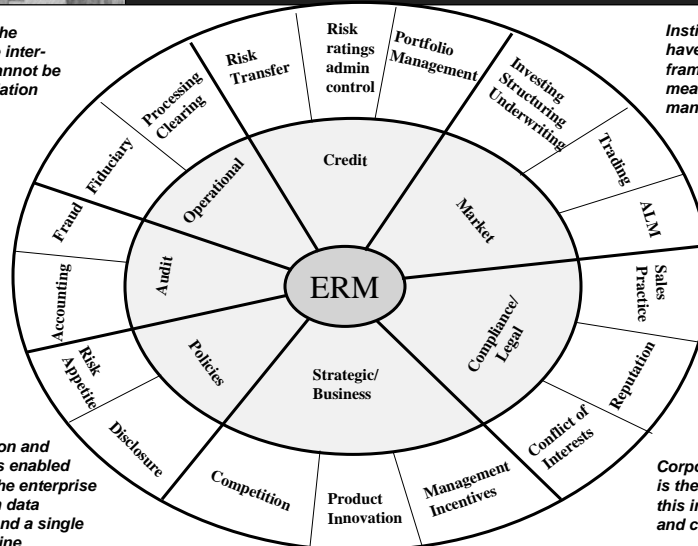 the
inter-
annot be
ation
Insti
have
fram
mea
man
Risk
Transfer
Risk
ratings
admin
control
Portfolio
Management
Investing
Structuring
Underwriting
Trading
ALM
Sales
Practice
Reputation
Conflict of
Interests
Management
Incentives
Product
Innovation
Competition
Disclosure
Risk
Appetite
Accounting
Fraud
Fiduciary
Processing
Clearing
Credit
Market
Compliance/
Legal
Strategic/
Business
Policies
Audit
Operational
ERM
on and
s enabled
he enterprise
data
nd a single
ine
Corpo
is the
this in
and c